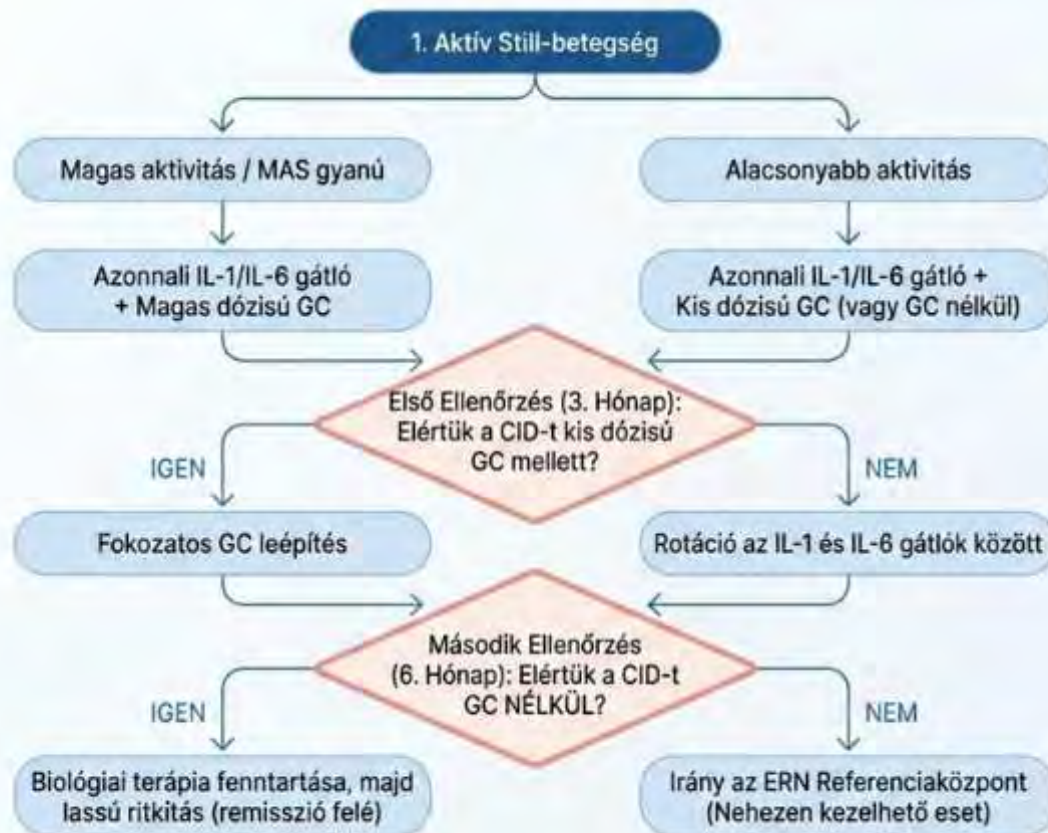 1. Aktív Still-betegség
Magas aktivitás / MAS gyanú
Alacsonyabb aktivitás
Azonnali IL-1/IL-6 gátló
+ Magas dózisú GC
Azonnali IL-1/IL-6 gátló +
Kis dózisú GC (vagy GC nélkül)
Első Ellenőrzés (3. Hónap):
Elértük a CID-t kis dózisú
GC mellett?
IGEN
NEM
Fokozatos GC leépítés
Rotáció az IL-1 és IL-6 gátlók között
Második Ellenőrzés
(6. Hónap): Elértük a CID-t
GC NÉLKÜL?
IGEN
NEM
Biológiai terápia fenntartása, majd
lassú ritkítás (remisszió felé)
Irány az ERN Referenciaközpont
(Nehezen kezelhető eset)